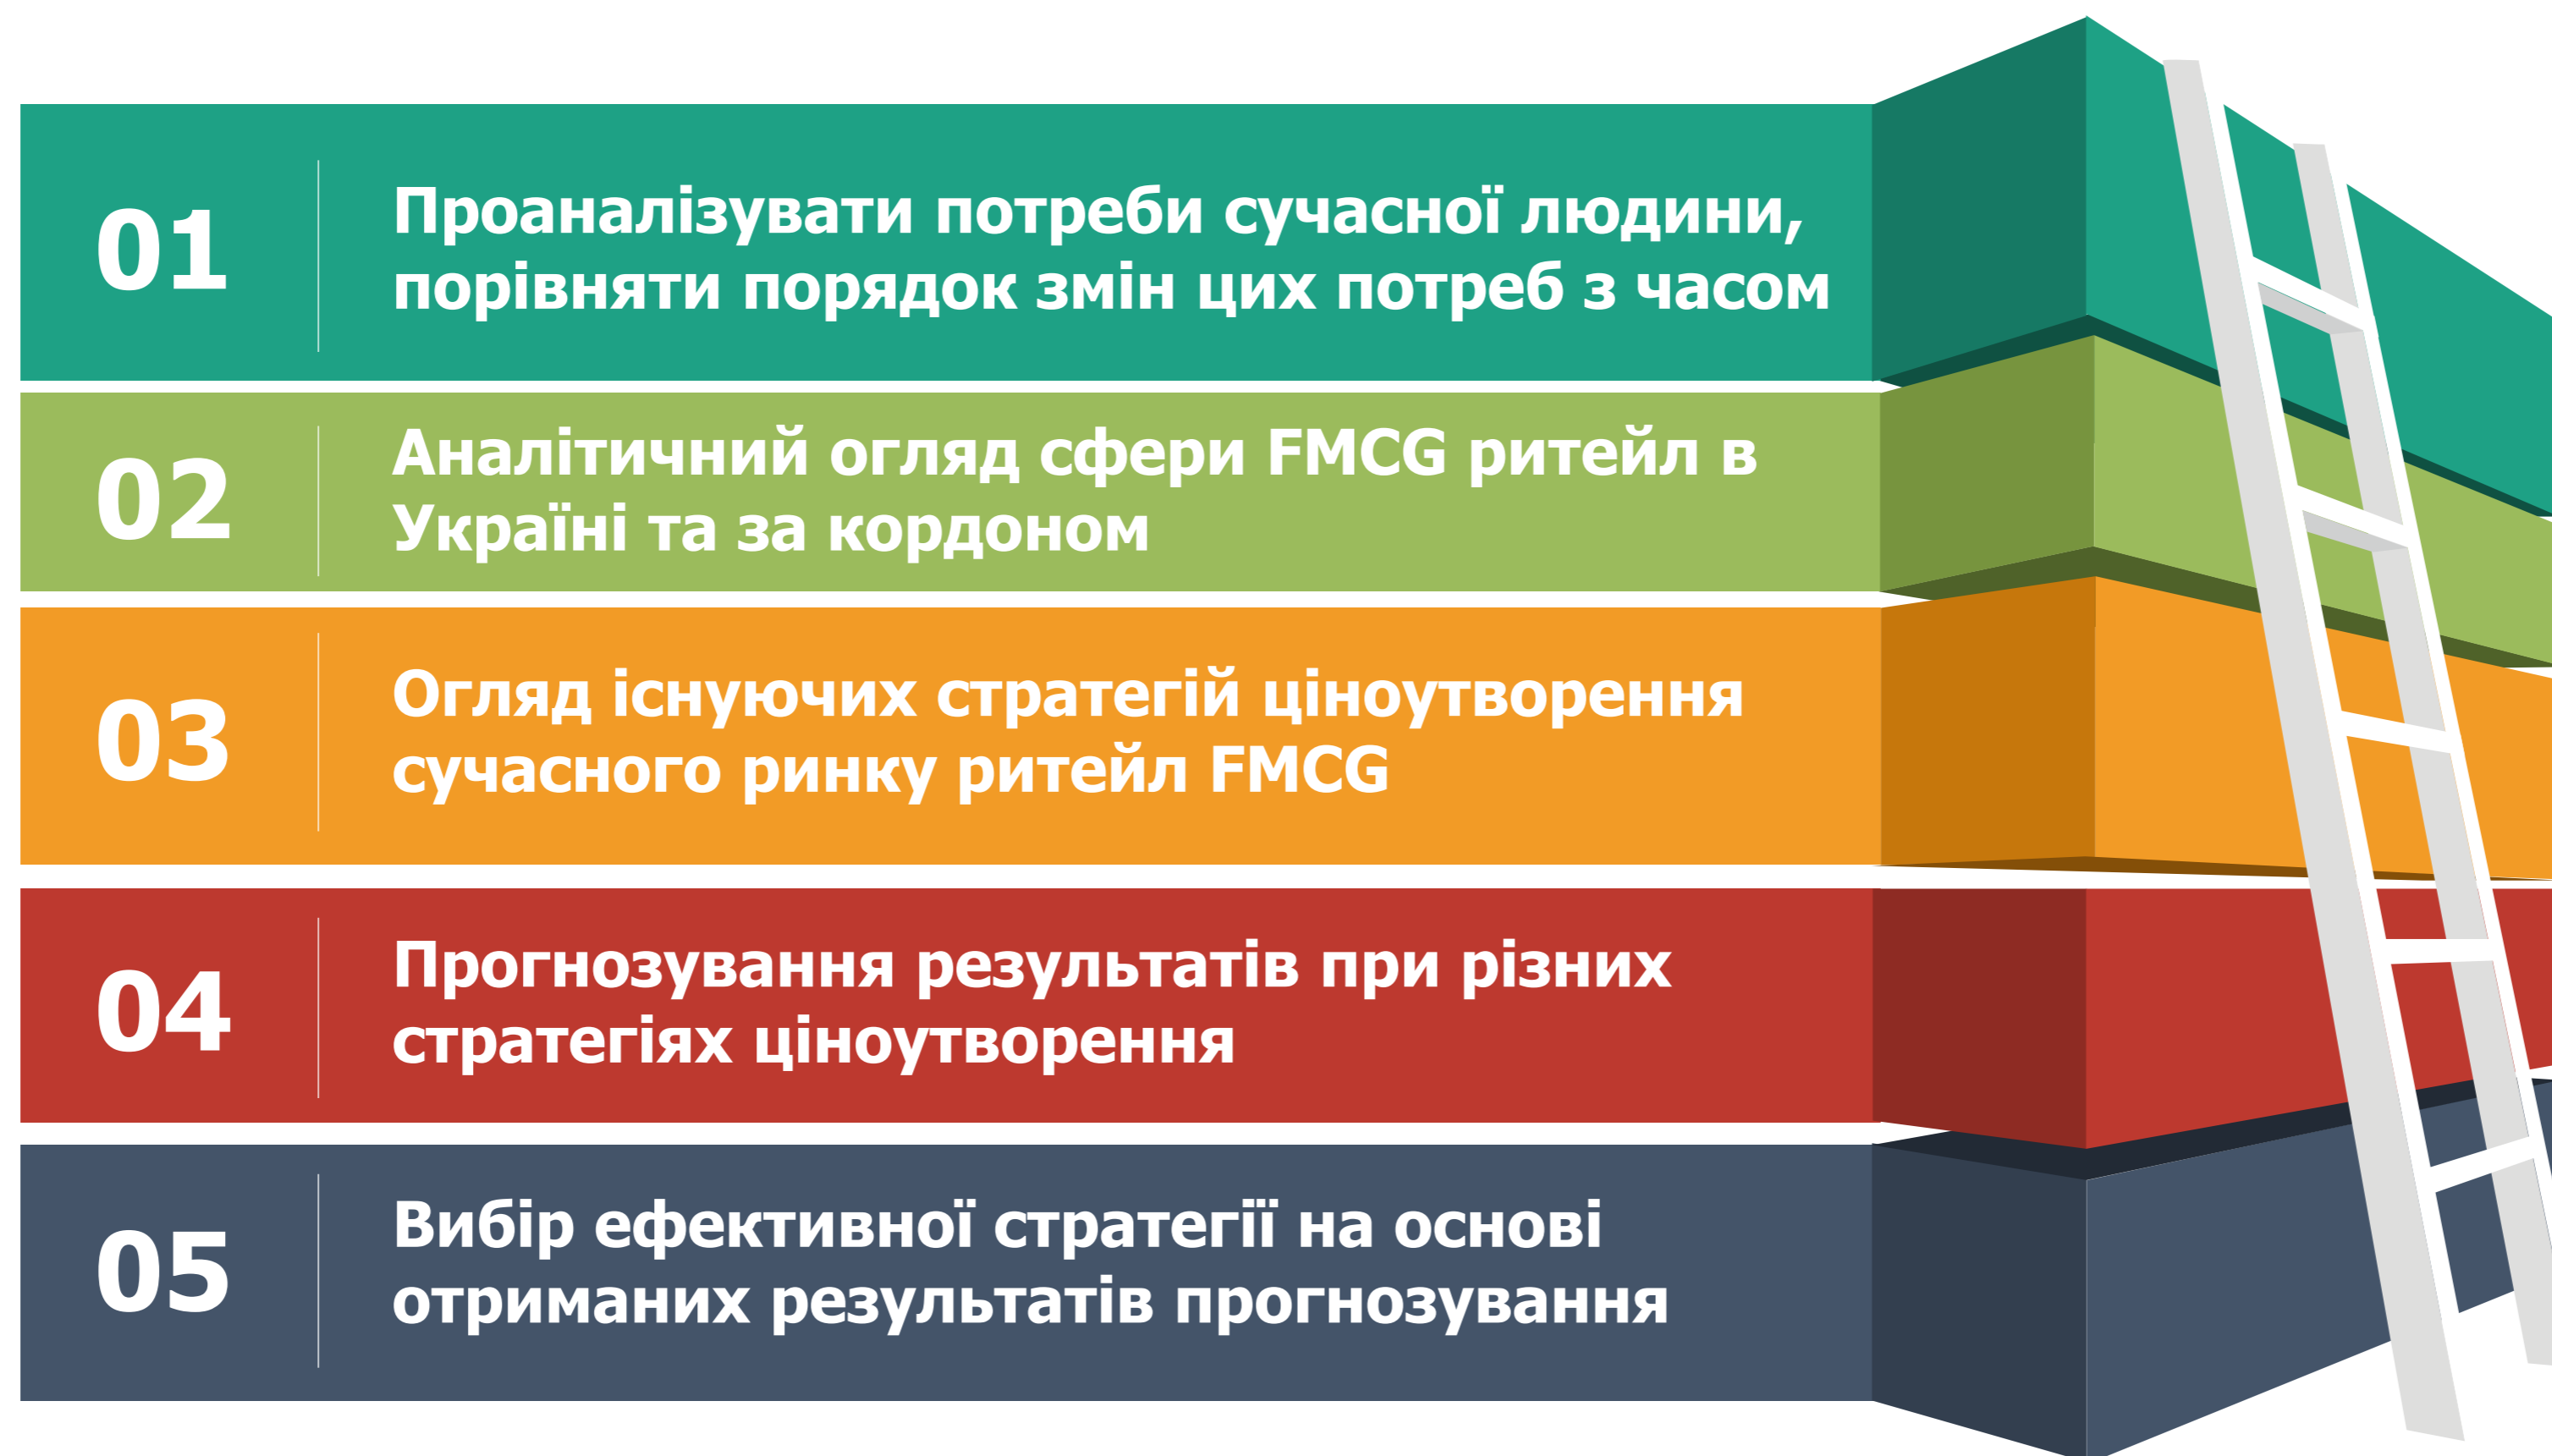 01
Проаналізувати потреби сучасної людини,
порівняти порядок змін цих потреб з часом
02
Аналітичний огляд сфери FMCG ритейл в
Україні та за кордоном
03
Огляд існуючих стратегій ціноутворення
сучасного ринку ритейл FMCG
04
Прогнозування результатів при різних
стратегіях ціноутворення
05
Вибір ефективної стратегії на основі
отриманих результатів прогнозування